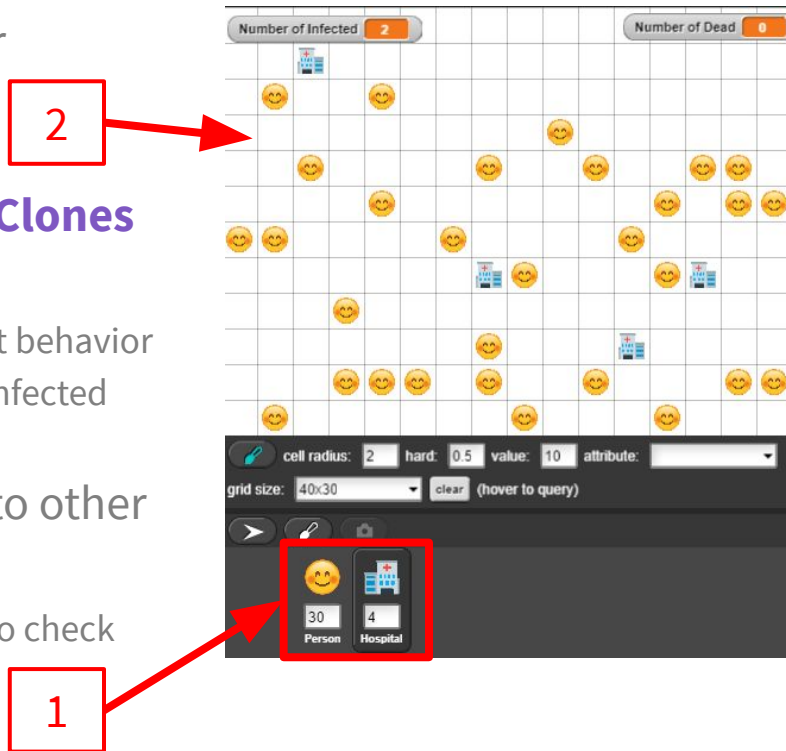 r
2
Clones
t behavior
nfected
to other
o check
1
Number of Infected 2
Number of Dead 0
cell radius: 2 hard: 0.5 value: 10 attribute:
grid size: 40x30 clear (hover to query)
30 4
Person Hospital